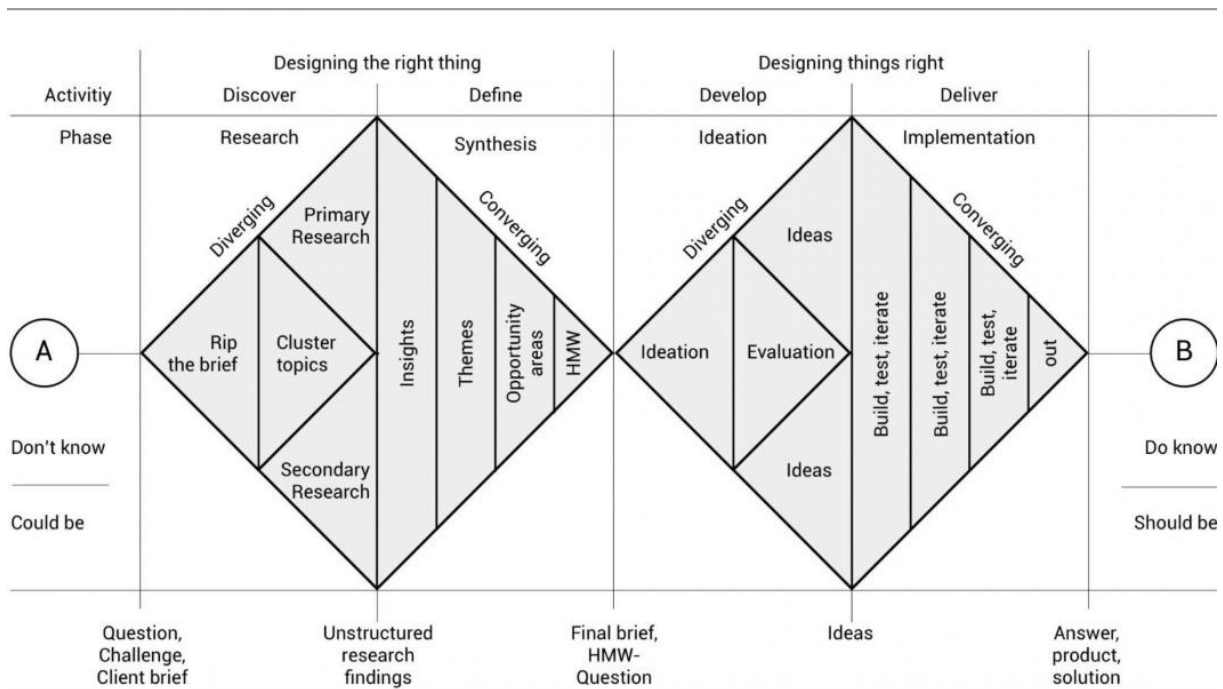 Designing the right thing
Designing things right
Activitiy
Discover
Define
Develop
Deliver
Phase
Research
Synthesis
Ideation
Implementation
Diverging
Converging
Diverging
Converging
Primary
Research
Ideas
A
Rip
the brief
Cluster
topics
Insights
Themes
Opportunity
areas
HMW
Ideation
Evaluation
Build, test, iterate
Build, test, iterate
Build, test,
iterate
out
B
Don't know
Could be
Secondary
Research
Ideas
Do know
Should be
Question,
Challenge,
Client brief
Unstructured
research
findings
Final brief,
HMW-
Question
Ideas
Answer,
product,
solution